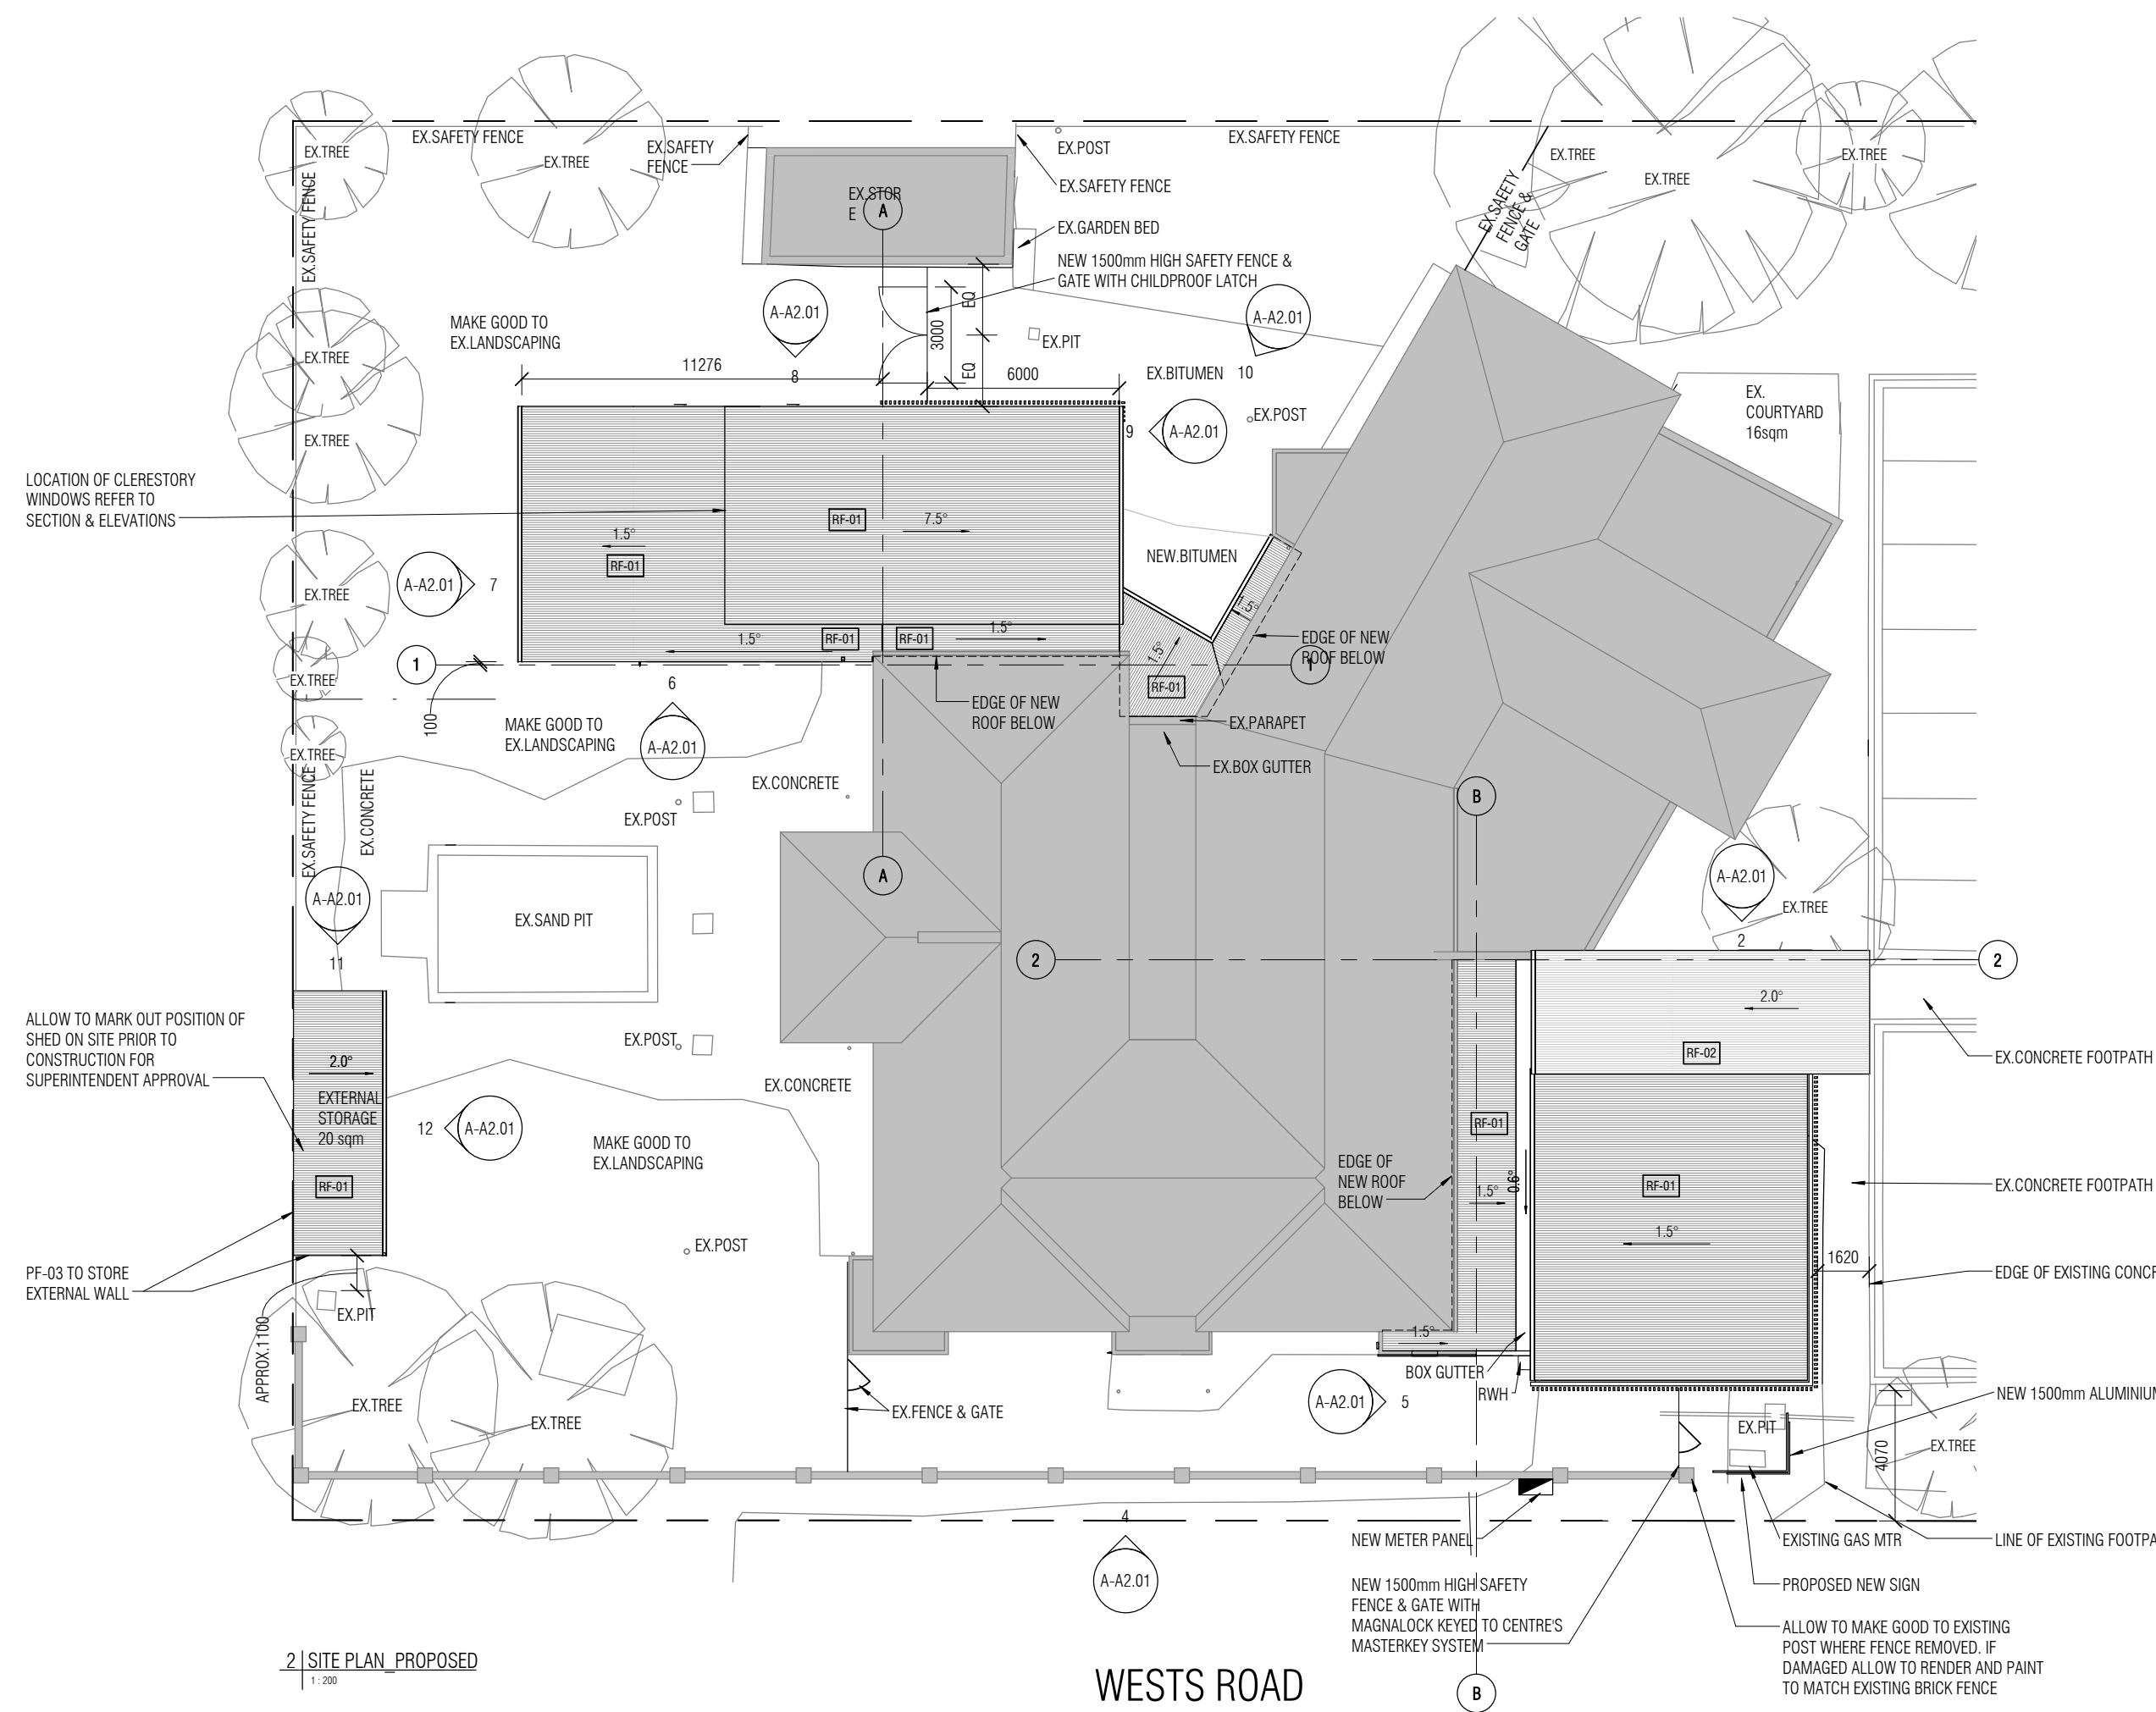 EX.SAFETY FENCE
EX.SAFETY
FENCE
EX.POST
EX.SAFETY FENCE
EX.TREE
EX.TREE
EX.TREE
EX.TREE
EX.TREE
EX.SAFETY FENCE
EX.STOR
E
A
EX.SAFETY FENCE
EX.SAFETY
FENCE &
GATE
EX.GARDEN BED
NEW 1500mm HIGH SAFETY FENCE &
GATE WITH CHILDPROOF LATCH
A-A2.01
8
A-A2.01
10
MAKE GOOD TO
EX.LANDSCAPING
EQ
3000
EQ
EX.PIT
EX.TREE
11276
6000
EX.BITUMEN
EX.
COURTYARD
16sqm
EX.POST
9
A-A2.01
EX.TREE
LOCATION OF CLERESTORY
WINDOWS REFER TO
SECTION & ELEVATIONS
RF-01
7.5°
1.5°
RF-01
NEW.BITUMEN
A-A2.01
7
EX.TREE
1.5°
1.5°
RF-01
RF-01
1.5°
EDGE OF NEW
ROOF BELOW
1.5°
1
1
EX.TREE
RF-01
6
EDGE OF NEW
ROOF BELOW
100
MAKE GOOD TO
EX.LANDSCAPING
A-A2.01
EX.PARAPET
EX.TREE
EX.BOX GUTTER
EX.SAFETY FENCE
EX.CONCRETE
EX.CONCRETE
B
EX.POST
A
A-A2.01
A-A2.01
11
EX.SAND PIT
EX.TREE
2
2
2
2.0°
ALLOW TO MARK OUT POSITION OF
SHED ON SITE PRIOR TO
CONSTRUCTION FOR
SUPERINTENDENT APPROVAL
EX.POST
RF-02
EX.CONCRETE FOOTPATH
2.0°
EXTERNAL
STORAGE
20 sqm
EX.CONCRETE
12
A-A2.01
RF-01
MAKE GOOD TO
EX.LANDSCAPING
EDGE OF
NEW ROOF
BELOW
RF-01
1.5°
0.6°
RF-01
EX.CONCRETE FOOTPATH
1.5°
EX.POST
1620
PF-03 TO STORE
EXTERNAL WALL
EDGE OF EXISTING CONCR
EX.PIT
1.5°
APPROX.1100
BOX GUTTER
RWH
A-A2.01
5
EX.TREE
EX.TREE
EX.FENCE & GATE
NEW 1500mm ALUMINIUM
EX.PIT
EX.TREE
4070
4
A-A2.01
NEW METER PANEL
EXISTING GAS MTR
LINE OF EXISTING FOOTPA
NEW 1500mm HIGH SAFETY
FENCE & GATE WITH
MAGNALOCK KEYED TO CENTRE'S
MASTERKEY SYSTEM
PROPOSED NEW SIGN
ALLOW TO MAKE GOOD TO EXISTING
POST WHERE FENCE REMOVED. IF
DAMAGED ALLOW TO RENDER AND PAINT
TO MATCH EXISTING BRICK FENCE
2 SITE PLAN_PROPOSED
1 : 200
WESTS ROAD
B